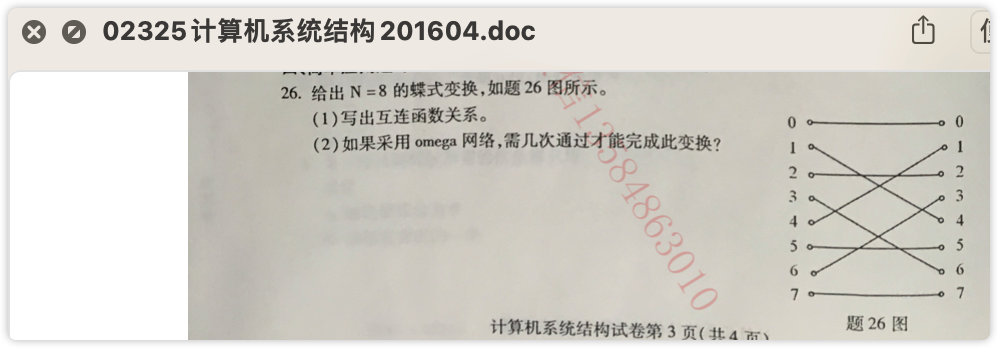 02325计算机系统结构201604.doc
26. 给出 N=8 的蝶式变换,如题 26 图所示。
(1)写出互连函数关系。
(2)如果采用 omega 网络,需几次通过才能完成此变换?
13584863010
0 0
1 1
2 2
3 3
4 4
5 5
6 6
7 7
题 26 图
计算机系统结构试卷第 3 页(共 4 页)